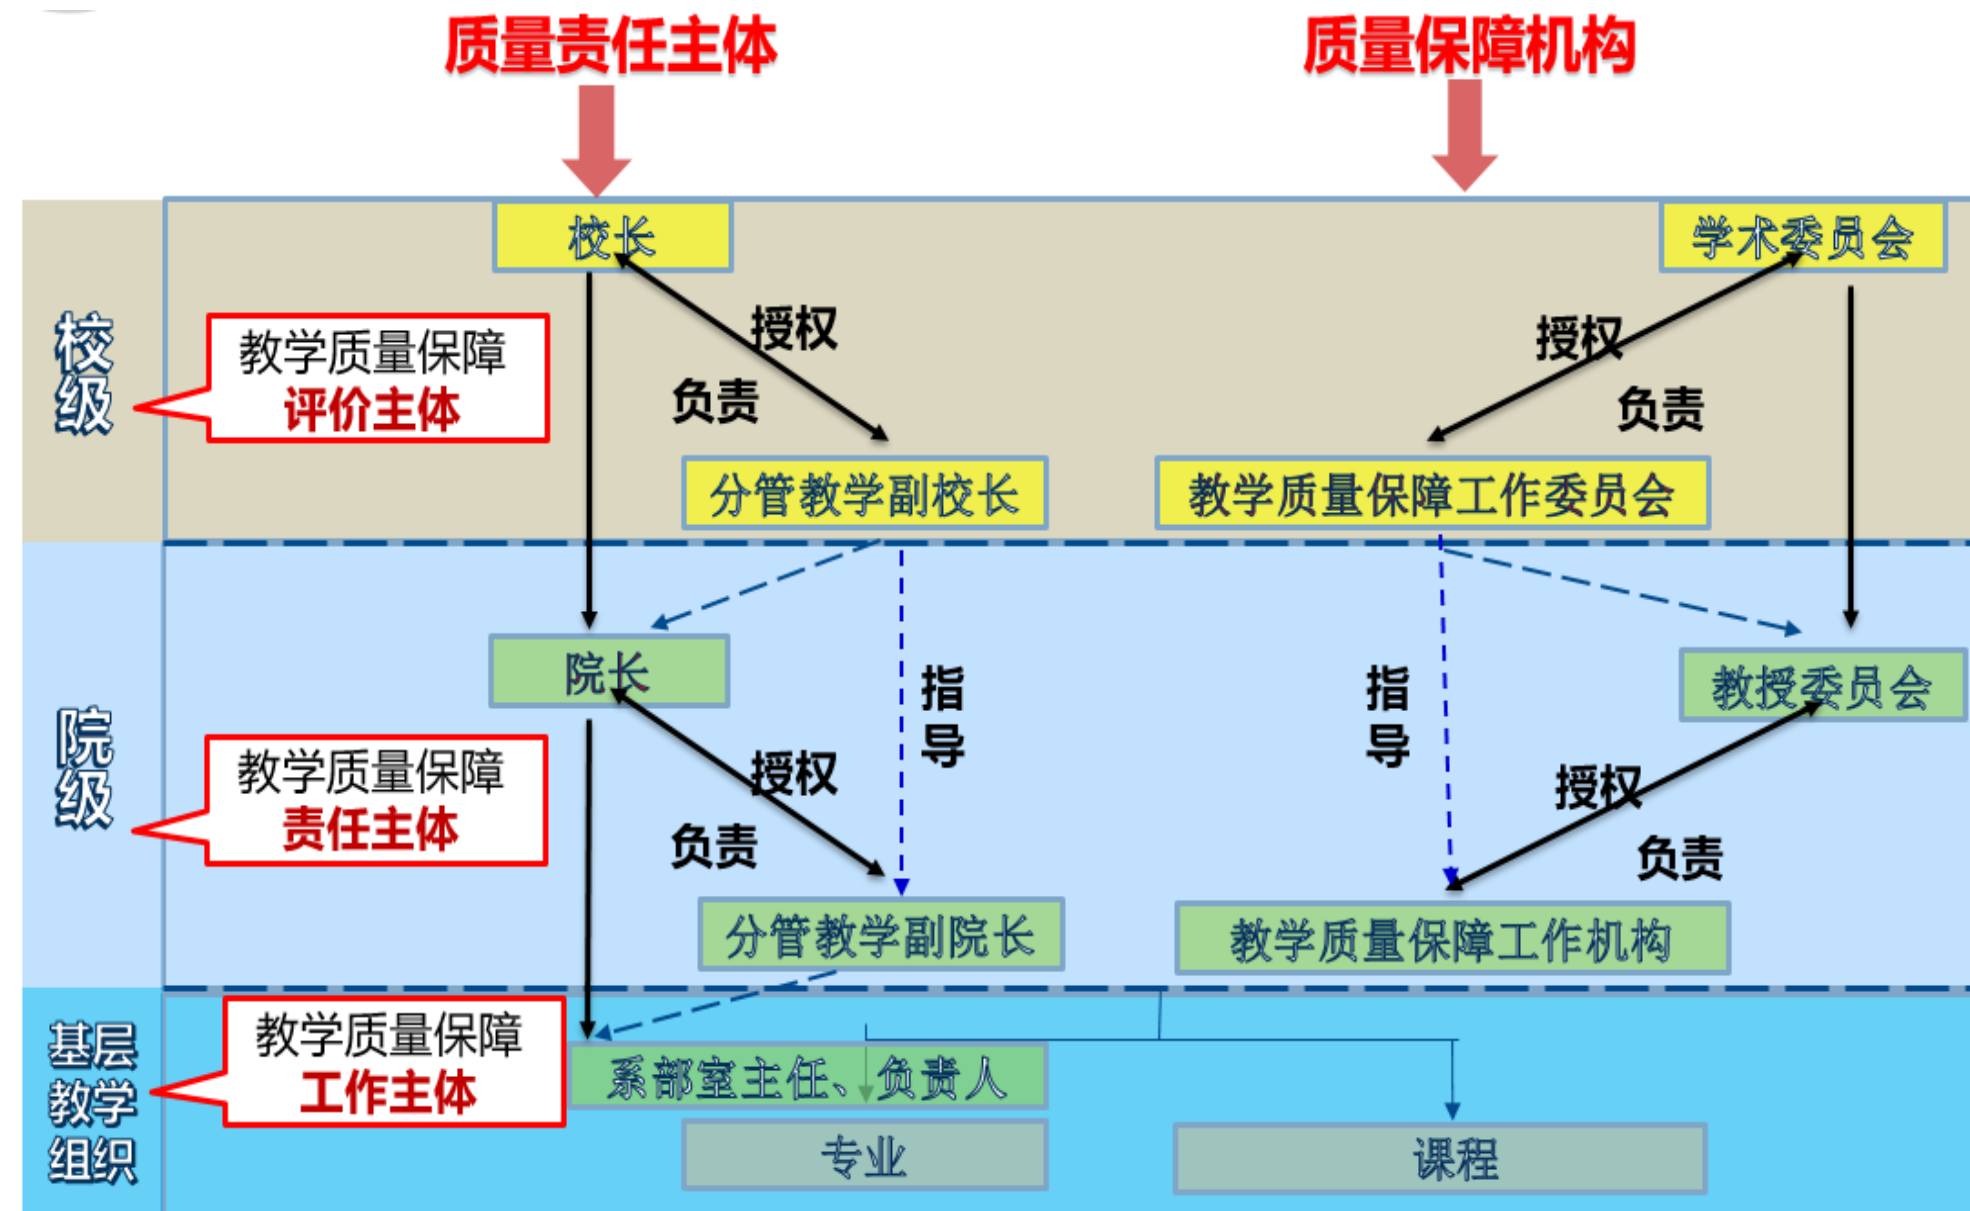 质量责任主体
质量保障机构
校长
学术委员会
校级
教学质量保障
评价主体
授权
负责
授权
负责
分管教学副校长
教学质量保障工作委员会
院长
教授委员会
院级
教学质量保障
责任主体
指导
指导
授权
负责
授权
负责
分管教学副院长
教学质量保障工作机构
基层
教学
组织
教学质量保障
工作主体
系部室主任、负责人
专业
课程